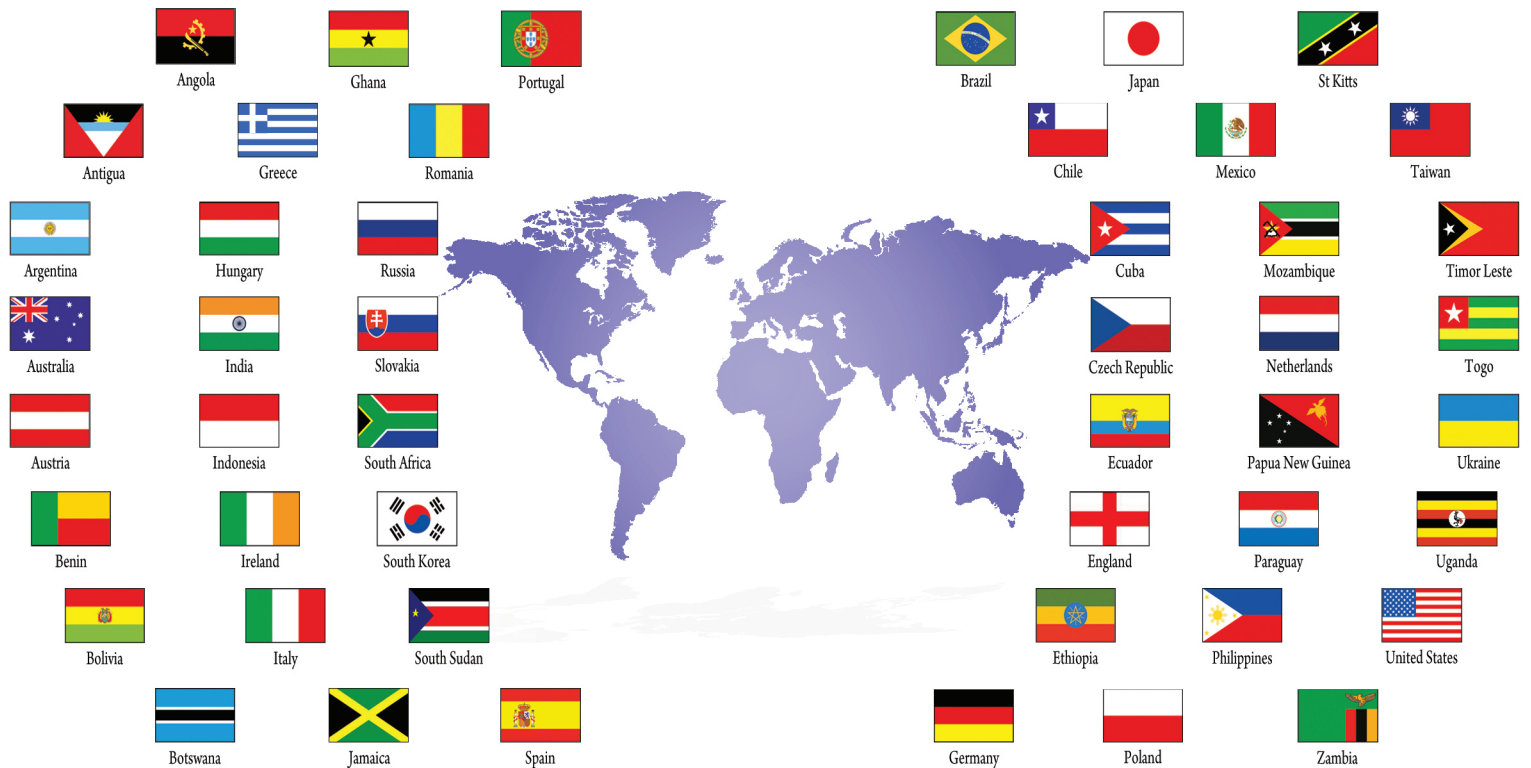 Angola
Ghana
Portugal
Brazil
Japan
St Kitts
Antigua
Greece
Romania
Chile
Mexico
Taiwan
Argentina
Hungary
Russia
Cuba
Mozambique
Timor Leste
Australia
India
Slovakia
Czech Republic
Netherlands
Togo
Austria
Indonesia
South Africa
Ecuador
Papua New Guinea
Ukraine
Benin
Ireland
South Korea
England
Paraguay
Uganda
Bolivia
Italy
South Sudan
Ethiopia
Philippines
United States
Botswana
Jamaica
Spain
Germany
Poland
Zambia